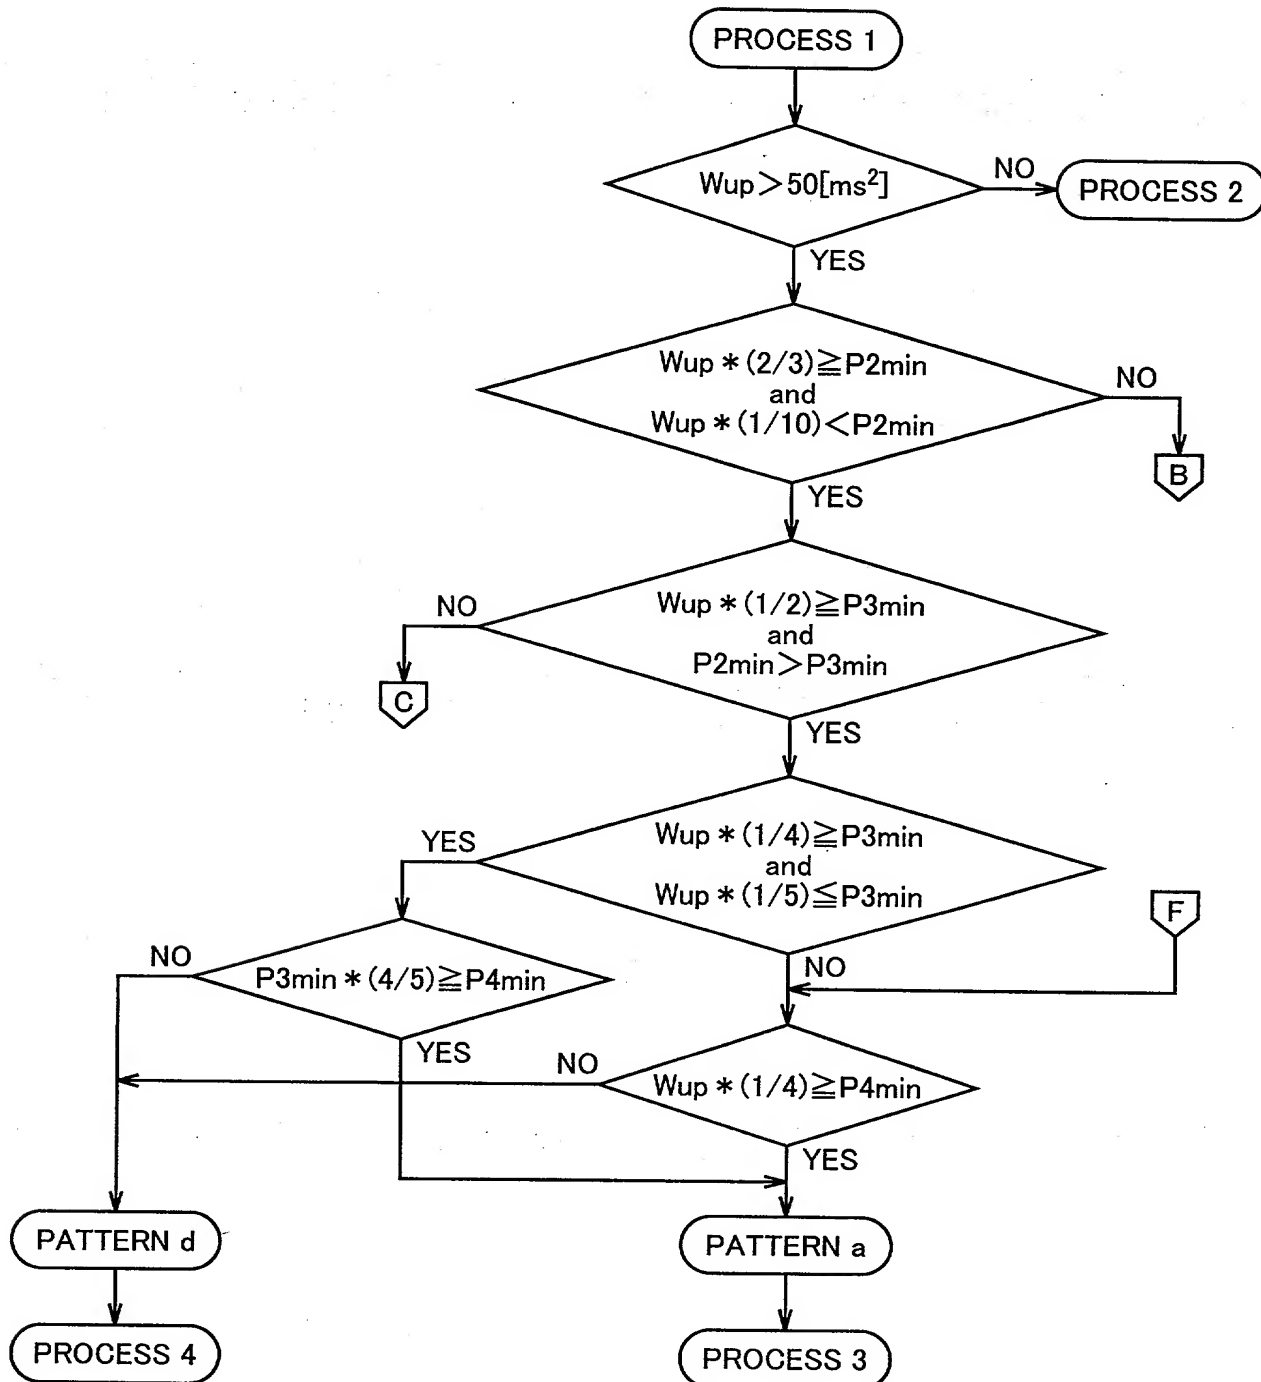 PROCESS 1
Wup＞50[ms²]
NO
PROCESS 2
YES
Wup＊(2/3)≧P2min
and
Wup＊(1/10)＜P2min
NO
B
YES
Wup＊(1/2)≧P3min
and
P2min＞P3min
NO
C
YES
Wup＊(1/4)≧P3min
and
Wup＊(1/5)≦P3min
YES
F
NO
P3min＊(4/5)≧P4min
NO
YES
Wup＊(1/4)≧P4min
NO
YES
PATTERN d
PATTERN a
PROCESS 4
PROCESS 3